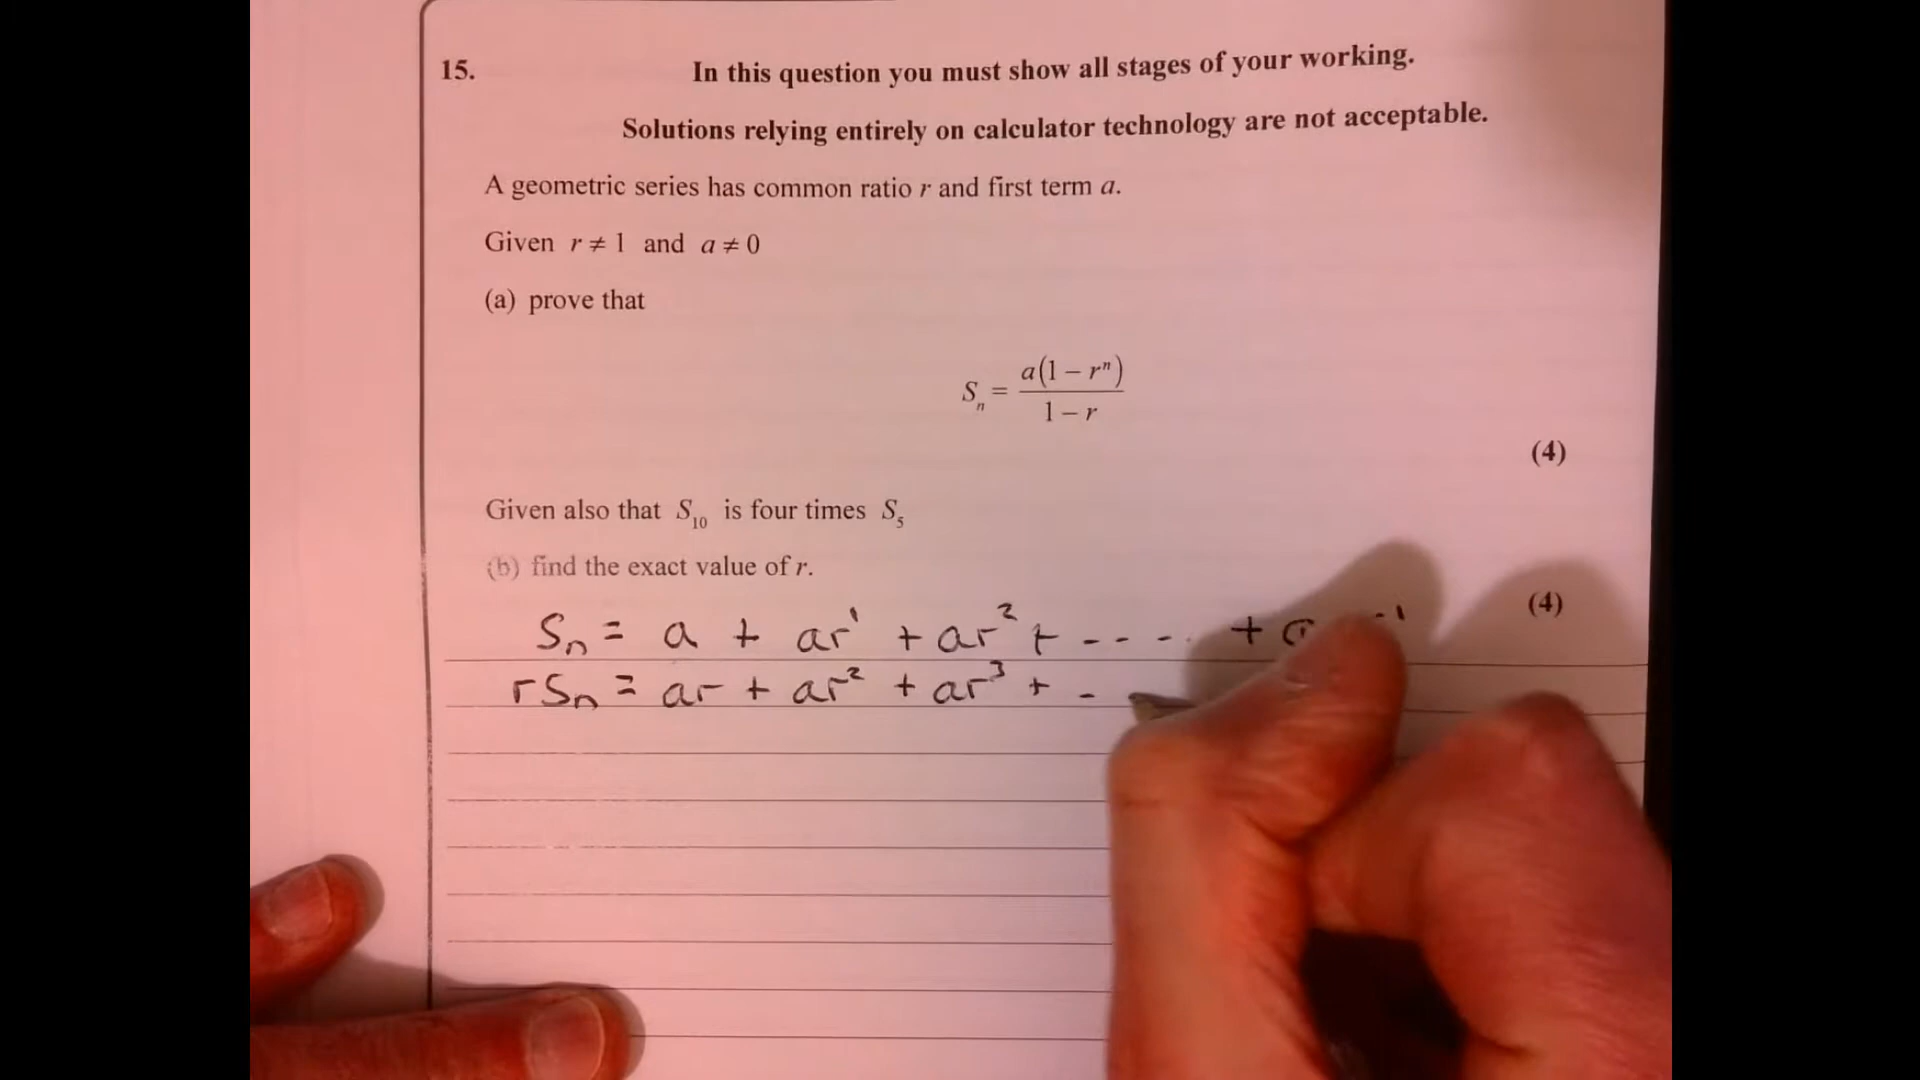 15.
In this question you must show all stages of your working.
Solutions relying entirely on calculator technology are not acceptable.
A geometric series has common ratio r and first term a.
Given r ≠ 1 and a ≠ 0
(a) prove that
Sₙ = a(1 – rⁿ) / 1 – r
(4)
Given also that S₁₀ is four times S₅
(b) find the exact value of r.
(4)
Sₙ = a + ar¹ + ar² + - - - - +
rSₙ = ar + ar² + ar³ + -